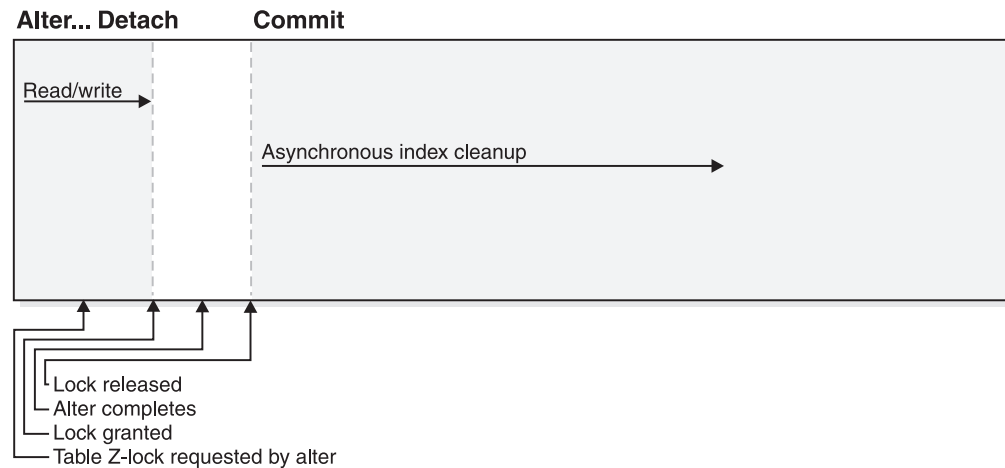 Alter... Detach Commit
Read/write
Asynchronous index cleanup
Lock released
Alter completes
Lock granted
Table Z-lock requested by alter